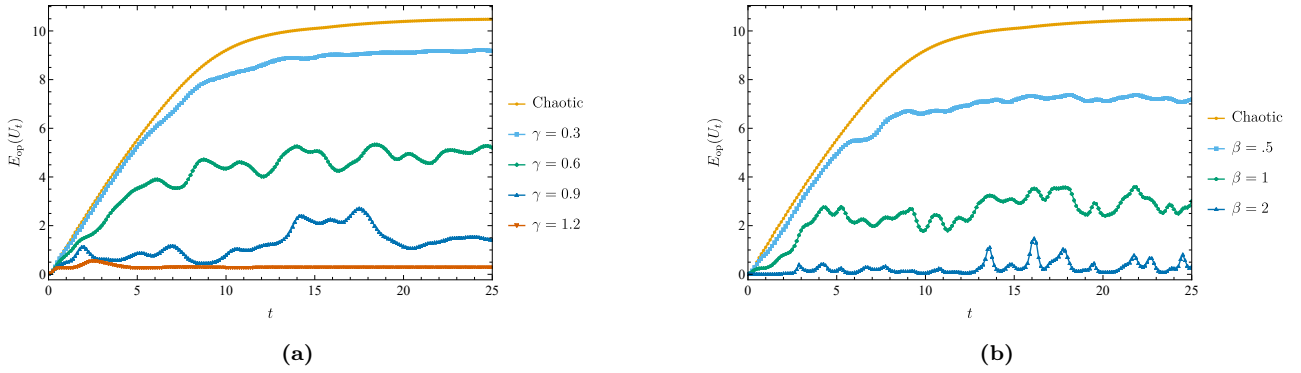 E_op(U_t)
10
8
6
4
2
0
0 5 10 15 20 25
t
Chaotic
γ = 0.3
γ = 0.6
γ = 0.9
γ = 1.2
(a)
E_op(U_t)
10
8
6
4
2
0
0 5 10 15 20 25
t
Chaotic
β = .5
β = 1
β = 2
(b)